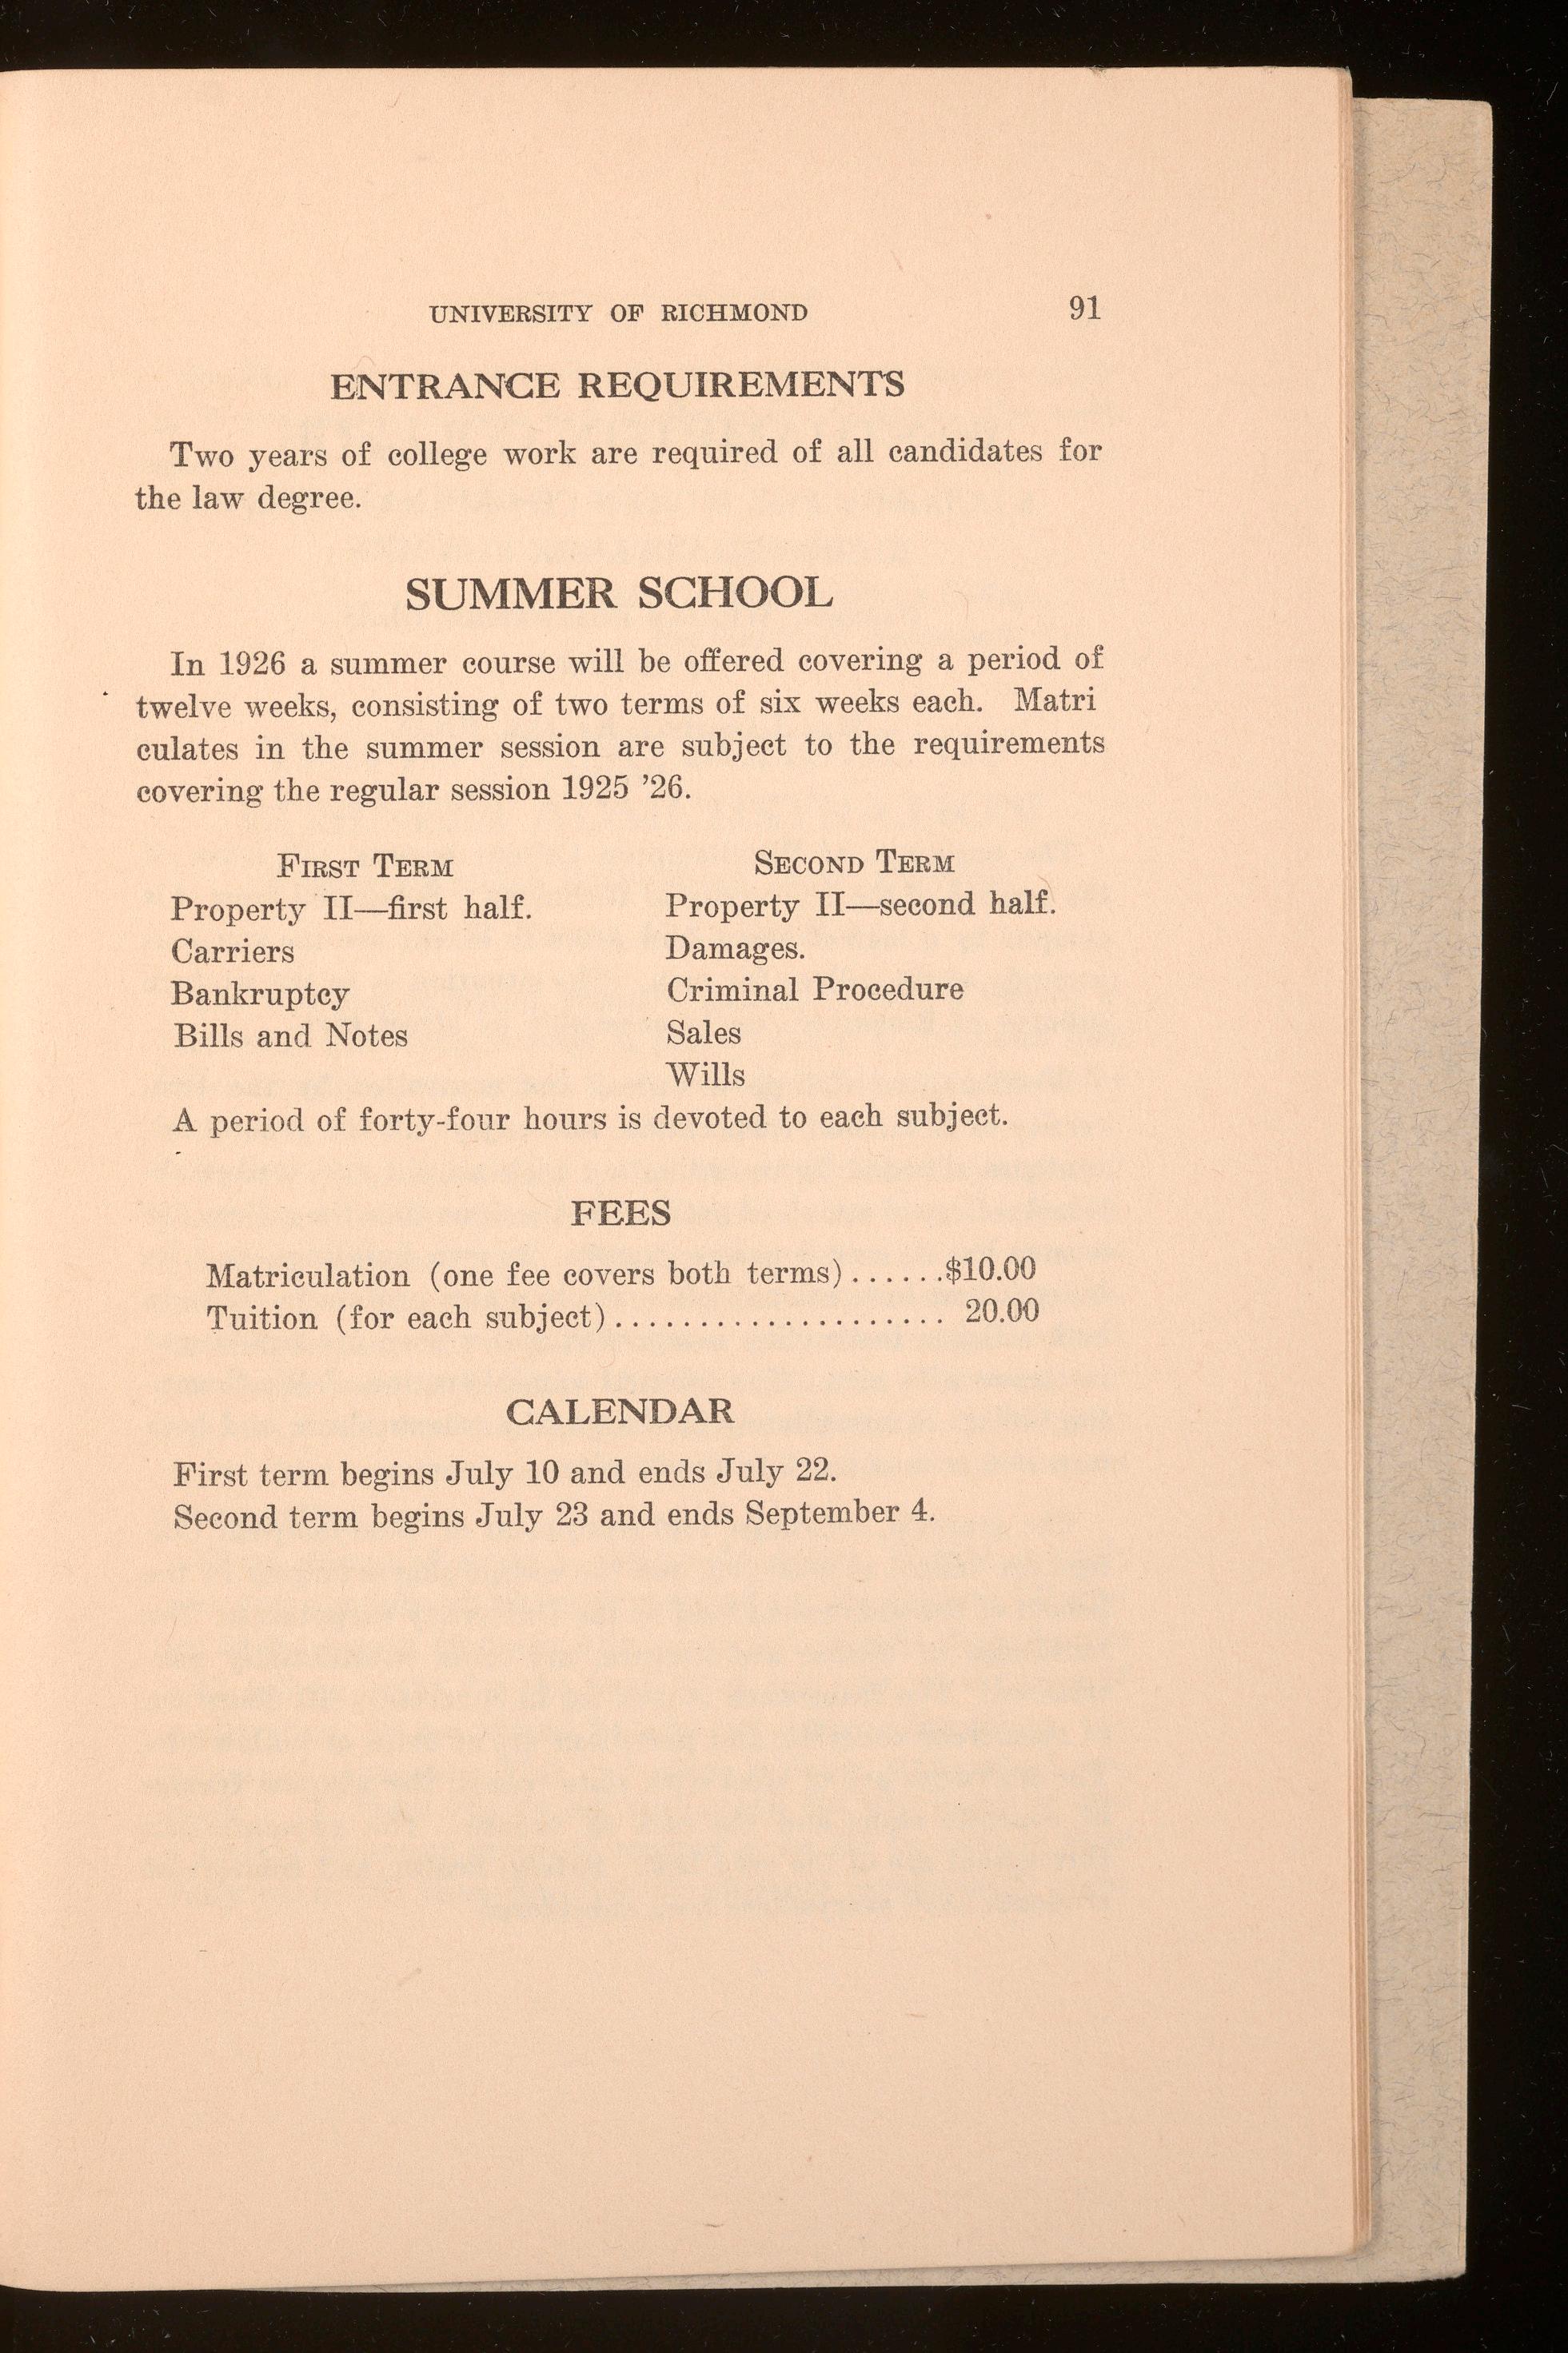 UNIVERSITY OF RICHMOND 91
ENTRANCE REQUIREMENTS
Two years of college work are required of all candidates for
the law degree.
SUMMER SCHOOL
In 1926 a summer course will be offered covering a period of
twelve weeks, consisting of two terms of six weeks each. Matri
culates in the summer session are subject to the requirements
covering the regular session 1925 '26.
FIRST TERM
Property II—first half.
Carriers
Bankruptcy
Bills and Notes
SECOND TERM
Property II—second half.
Damages.
Criminal Procedure
Sales
Wills
A period of forty-four hours is devoted to each subject.
FEES
Matriculation (one fee covers both terms)......$10.00
Tuition (for each subject).................... 20.00
CALENDAR
First term begins July 10 and ends July 22.
Second term begins July 23 and ends September 4.